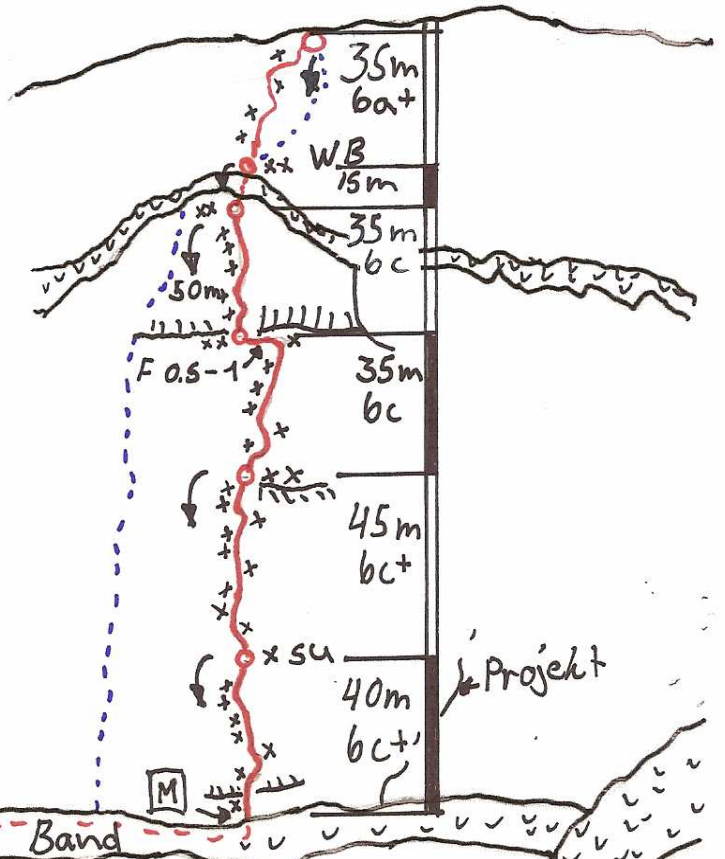 35m
6a+
WB
15m
35m
6c
50m
F 0.5-1
35m
6c
45m
6c+
x SU
Projekt
40m
6c+
M
Band